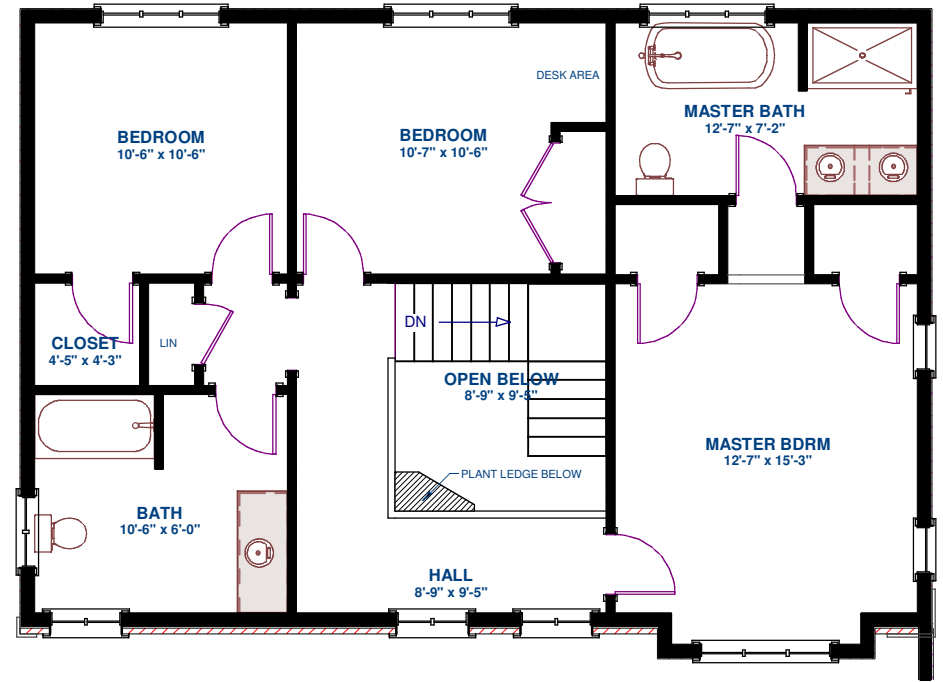 DESK AREA
MASTER BATH
12'-7" x 7'-2"
BEDROOM
10'-6" x 10'-6"
BEDROOM
10'-7" x 10'-6"
DN
CLOSET
4'-5" x 4'-3"
LIN
OPEN BELOW
8'-9" x 9'-5"
MASTER BDRM
12'-7" x 15'-3"
PLANT LEDGE BELOW
BATH
10'-6" x 6'-0"
HALL
8'-9" x 9'-5"